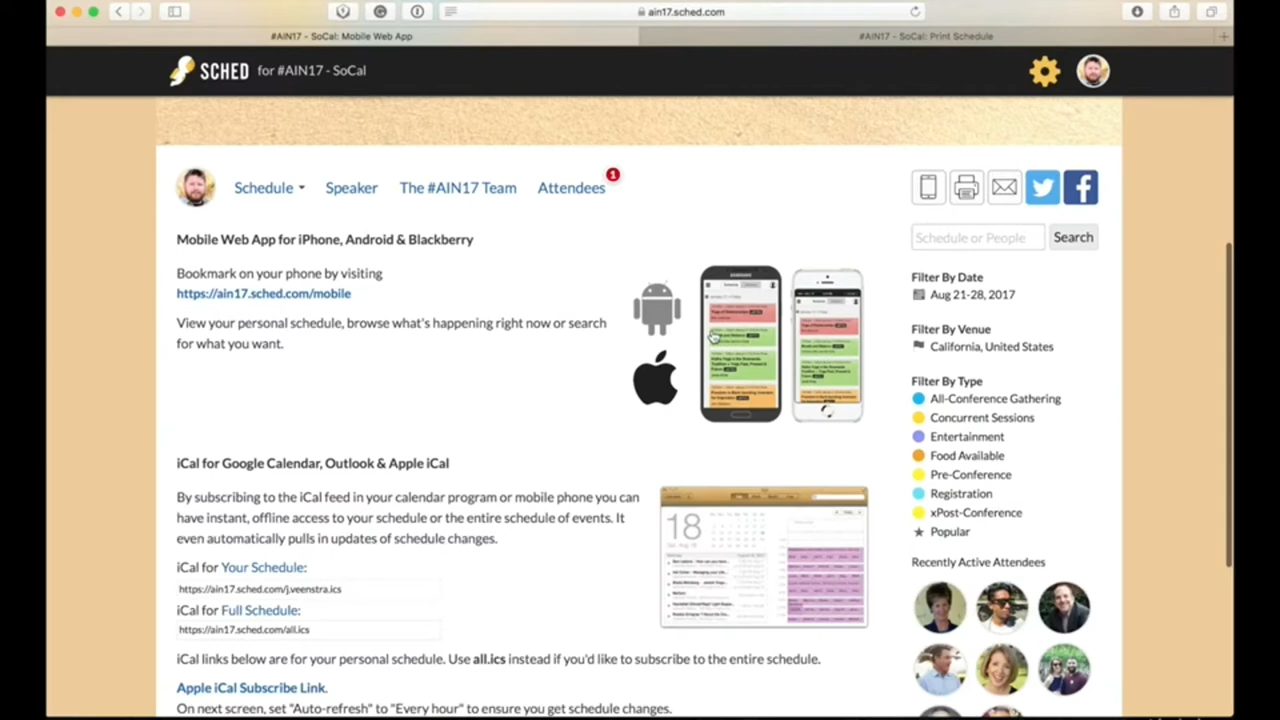 ain17.sched.com
#AIN17 - SoCal: Mobile Web App
#AIN17 - SoCal: Print Schedule
SCHED for #AIN17 - SoCal
Schedule
Speaker
The #AIN17 Team
Attendees
1
Schedule or People
Search
Mobile Web App for iPhone, Android & Blackberry
Bookmark on your phone by visiting
https://ain17.sched.com/mobile
View your personal schedule, browse what's happening right now or search
for what you want.
SAMSUNG
iCal for Google Calendar, Outlook & Apple iCal
By subscribing to the iCal feed in your calendar program or mobile phone you can
have instant, offline access to your schedule or the entire schedule of events. It
even automatically pulls in updates of schedule changes.
18
iCal for Your Schedule:
https://ain17.sched.com/j.veenstra.ics
iCal for Full Schedule:
https://ain17.sched.com/all.ics
iCal links below are for your personal schedule. Use all.ics instead if you'd like to subscribe to the entire schedule.
Apple iCal Subscribe Link.
On next screen, set "Auto-refresh" to "Every hour" to ensure you get schedule changes.
Filter By Date
Aug 21-28, 2017
Filter By Venue
California, United States
Filter By Type
All-Conference Gathering
Concurrent Sessions
Entertainment
Food Available
Pre-Conference
Registration
xPost-Conference
Popular
Recently Active Attendees